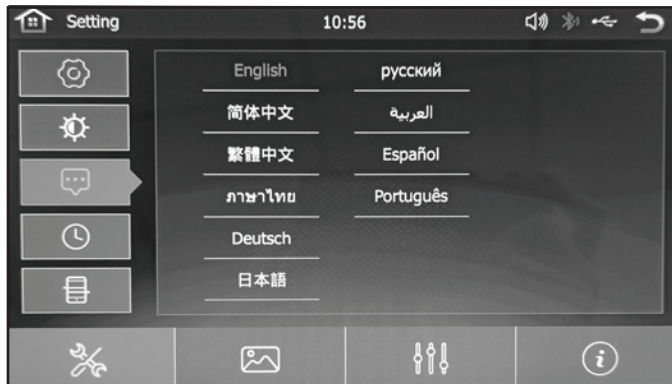 Setting
10:56
English
简体中文
繁體中文
ภาษาไทย
Deutsch
日本語
русский
العربية
Español
Português